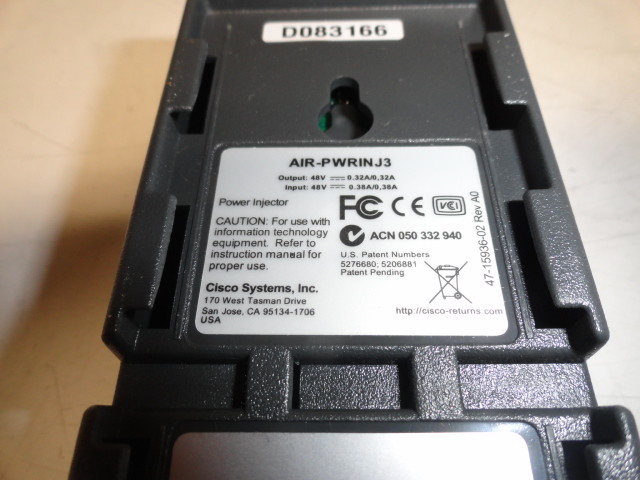 D083166
AIR-PWRINJ3
Output: 48V ⎓ 0.32A/0,32A
Input: 48V ⎓ 0.38A/0,38A
Power Injector
FC CE VCI
CAUTION: For use with
information technology
equipment. Refer to
instruction manual for
proper use.
ACN 050 332 940
U.S. Patent Numbers
5276680; 5206881
Patent Pending
47-15936-02 Rev A0
Cisco Systems, Inc.
170 West Tasman Drive
San Jose, CA 95134-1706
USA
http://cisco-returns.com